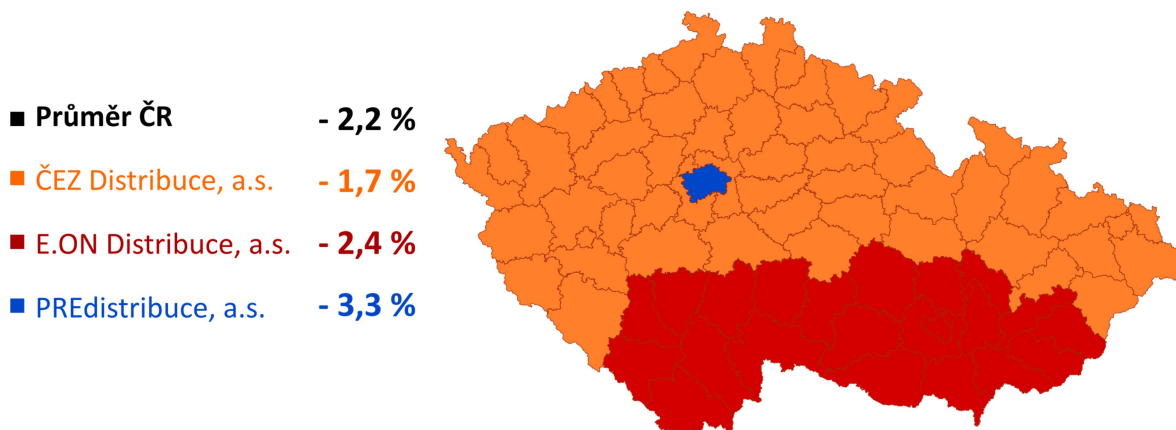 Průměr ČR - 2,2 %
ČEZ Distribuce, a.s. - 1,7 %
E.ON Distribuce, a.s. - 2,4 %
PREdistribuce, a.s. - 3,3 %